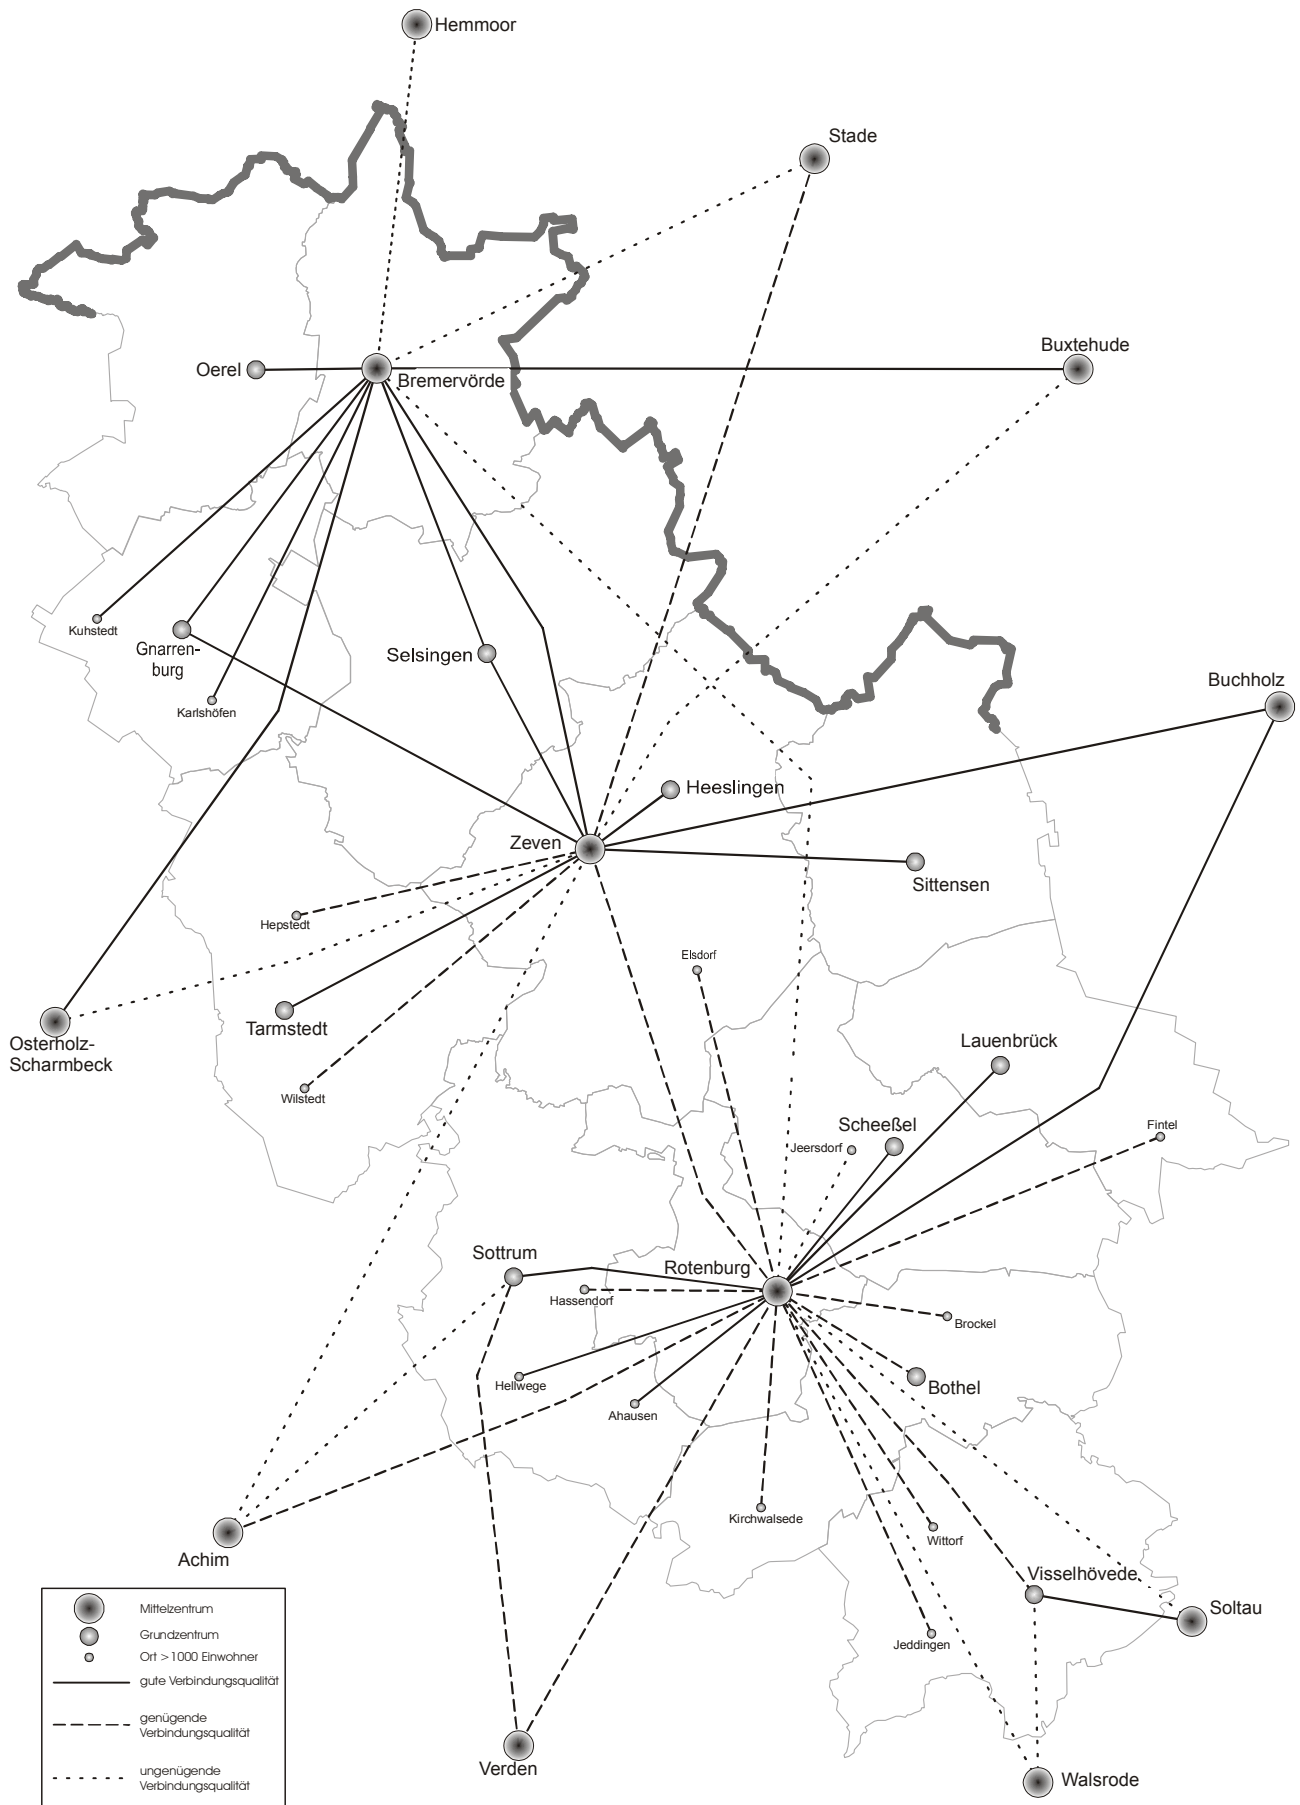 Hemmoor
Stade
Buxtehude
Oerel
Bremervörde
Kuhstedt
Gnarren-
burg
Selsingen
Karlshöfen
Buchholz
Heeslingen
Zeven
Sittensen
Hepstedt
Elsdorf
Tarmstedt
Osterholz-
Scharmbeck
Lauenbrück
Wilstedt
Scheeßel
Fintel
Jeersdorf
Sottrum
Rotenburg
Hassendorf
Brockel
Hellwege
Bothel
Ahausen
Kirchwalsede
Wittorf
Achim
Visselhövede
Soltau
Jeddingen
Verden
Walsrode
Mittelzentrum
Grundzentrum
Ort >1000 Einwohner
gute Verbindungsqualität
genügende
Verbindungsqualität
ungenügende
Verbindungsqualität